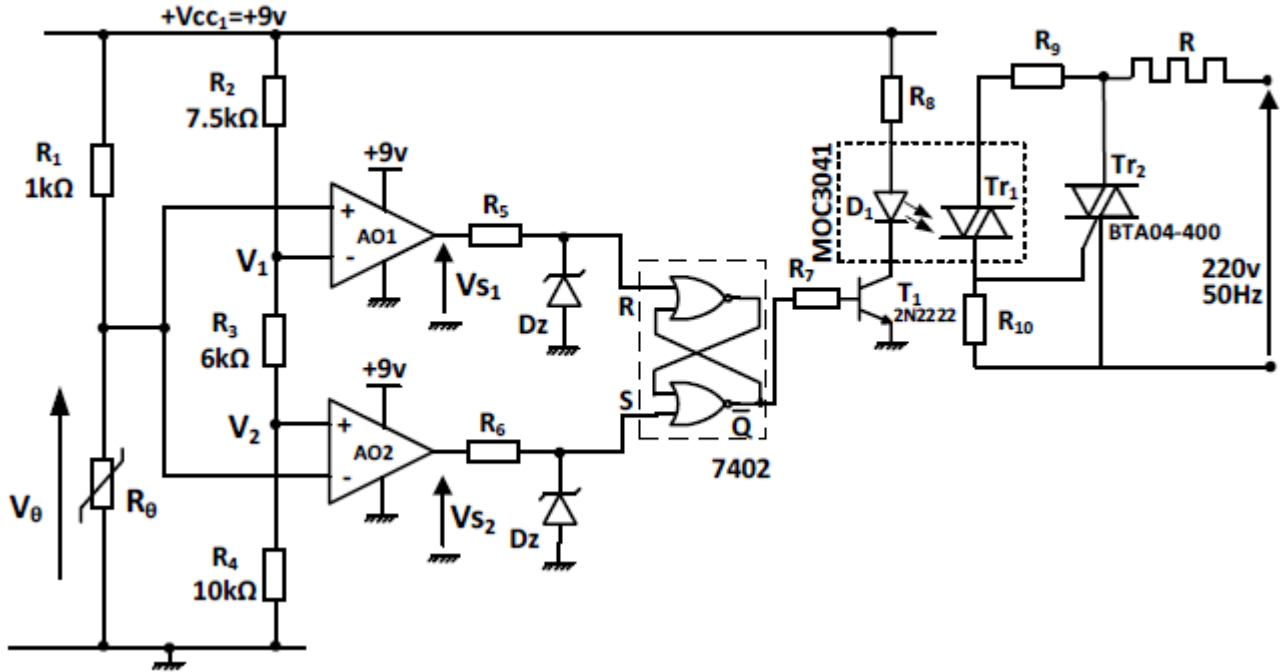 +Vcc₁=+9v
R₂
7.5kΩ
R₁
1kΩ
+9v
+
AO1
-
V₁
R₅
Vs₁
Dz
R₃
6kΩ
+9v
V₂
+
AO2
-
R₆
Vs₂
Dz
Vθ
Rθ
R₄
10kΩ
R
S
Q̅
7402
R₇
T₁
2N2222
R₈
D₁
MOC3041
Tr₁
R₉
R
Tr₂
BTA04-400
R₁₀
220v
50Hz